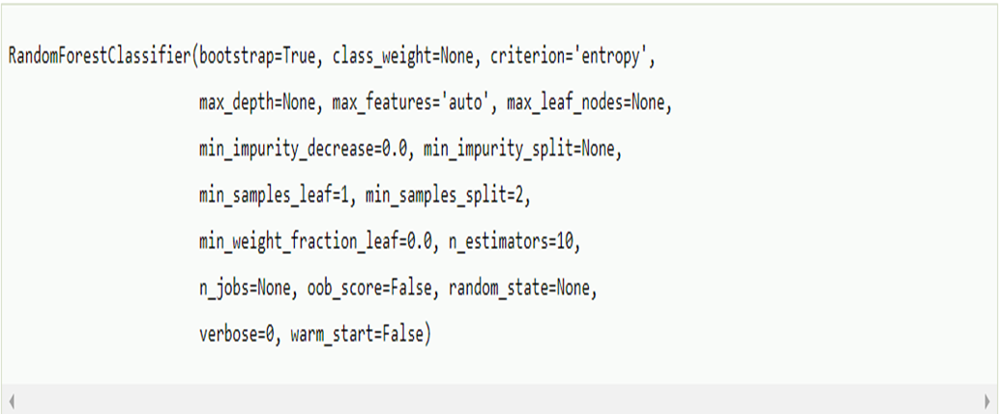 RandomForestClassifier(bootstrap=True, class_weight=None, criterion='entropy',
max_depth=None, max_features='auto', max_leaf_nodes=None,
min_impurity_decrease=0.0, min_impurity_split=None,
min_samples_leaf=1, min_samples_split=2,
min_weight_fraction_leaf=0.0, n_estimators=10,
n_jobs=None, oob_score=False, random_state=None,
verbose=0, warm_start=False)